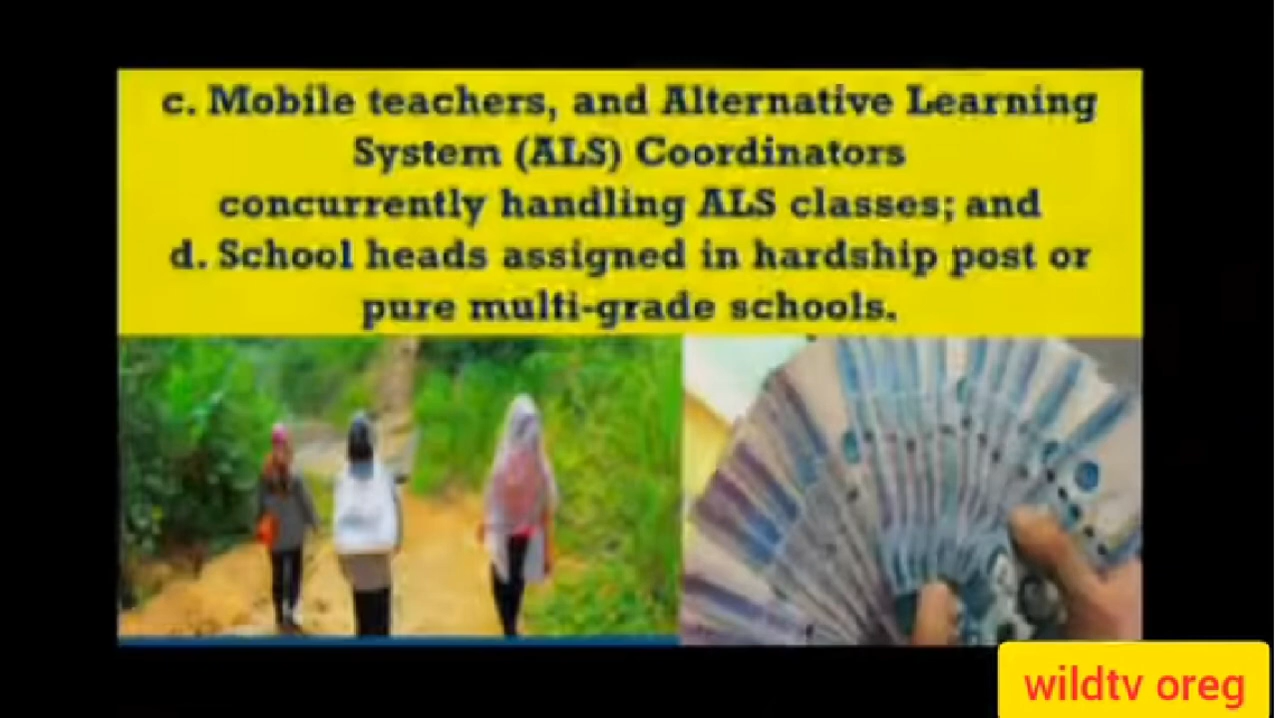 c. Mobile teachers, and Alternative Learning
System (ALS) Coordinators
concurrently handling ALS classes; and
d. School heads assigned in hardship post or
pure multi-grade schools.
wildtv oreg